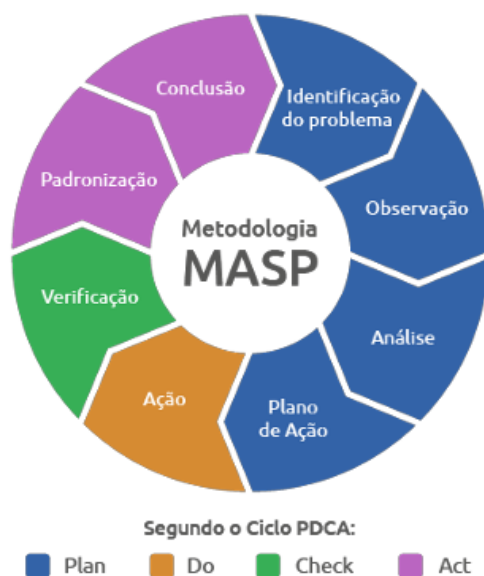 Conclusão
Identificação
do problema
Padronização
Observação
Metodologia
MASP
Verificação
Análise
Ação
Plano
de Ação
Segundo o Ciclo PDCA:
Plan Do Check Act